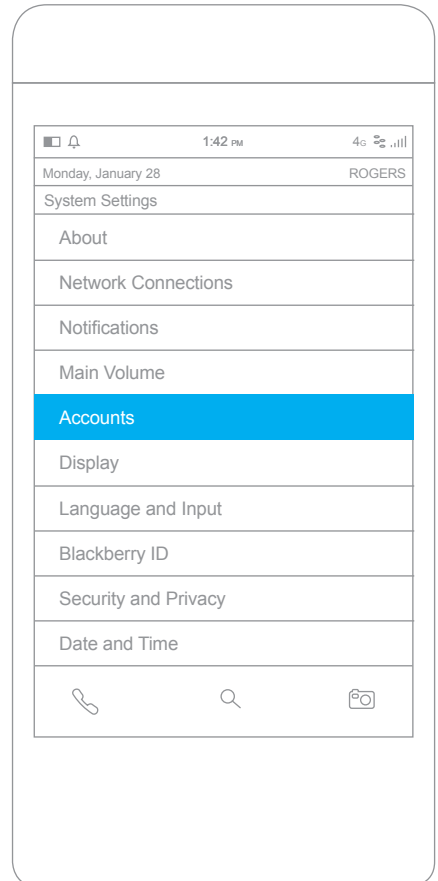 1:42 PM 4G
Monday, January 28 ROGERS
System Settings
About
Network Connections
Notifications
Main Volume
Accounts
Display
Language and Input
Blackberry ID
Security and Privacy
Date and Time